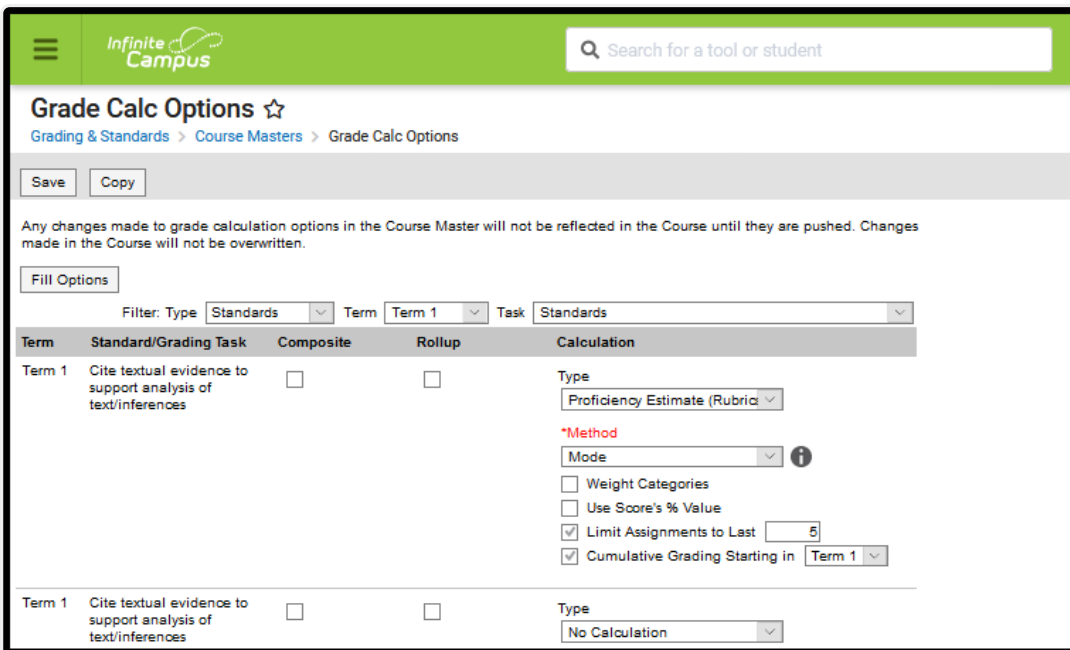 Infinite
Campus
Search for a tool or student
Grade Calc Options
Grading & Standards > Course Masters > Grade Calc Options
Save Copy
Any changes made to grade calculation options in the Course Master will not be reflected in the Course until they are pushed. Changes
made in the Course will not be overwritten.
Fill Options
Filter: Type Standards Term Term 1 Task Standards
Term Standard/Grading Task Composite Rollup Calculation
Term 1 Cite textual evidence to
support analysis of
text/inferences
Type
Proficiency Estimate (Rubric
*Method
Mode
Weight Categories
Use Score's % Value
Limit Assignments to Last 5
Cumulative Grading Starting in Term 1
Term 1 Cite textual evidence to
support analysis of
text/inferences
Type
No Calculation